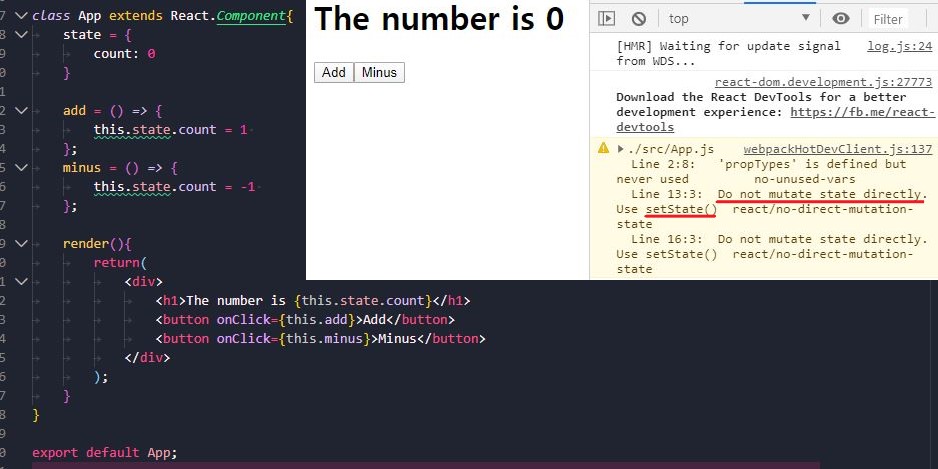 7 class App extends React.Component{
8 state = {
9 count: 0
0 }
1
2 add = () => {
3 this.state.count = 1
4 };
5 minus = () => {
6 this.state.count = -1
7 };
8
9 render(){
0 return(
1 <div>
2 <h1>The number is {this.state.count}</h1>
3 <button onClick={this.add}>Add</button>
4 <button onClick={this.minus}>Minus</button>
5 </div>
6 );
7 }
8 }
9
0 export default App;
The number is 0
Add Minus
top Filter
[HMR] Waiting for update signal log.js:24
from WDS...
react-dom.development.js:27773
Download the React DevTools for a better
development experience: https://fb.me/react-
devtools
./src/App.js webpackHotDevClient.js:137
Line 2:8: 'propTypes' is defined but
never used no-unused-vars
Line 13:3: Do not mutate state directly.
Use setState() react/no-direct-mutation-
state
Line 16:3: Do not mutate state directly.
Use setState() react/no-direct-mutation-
state